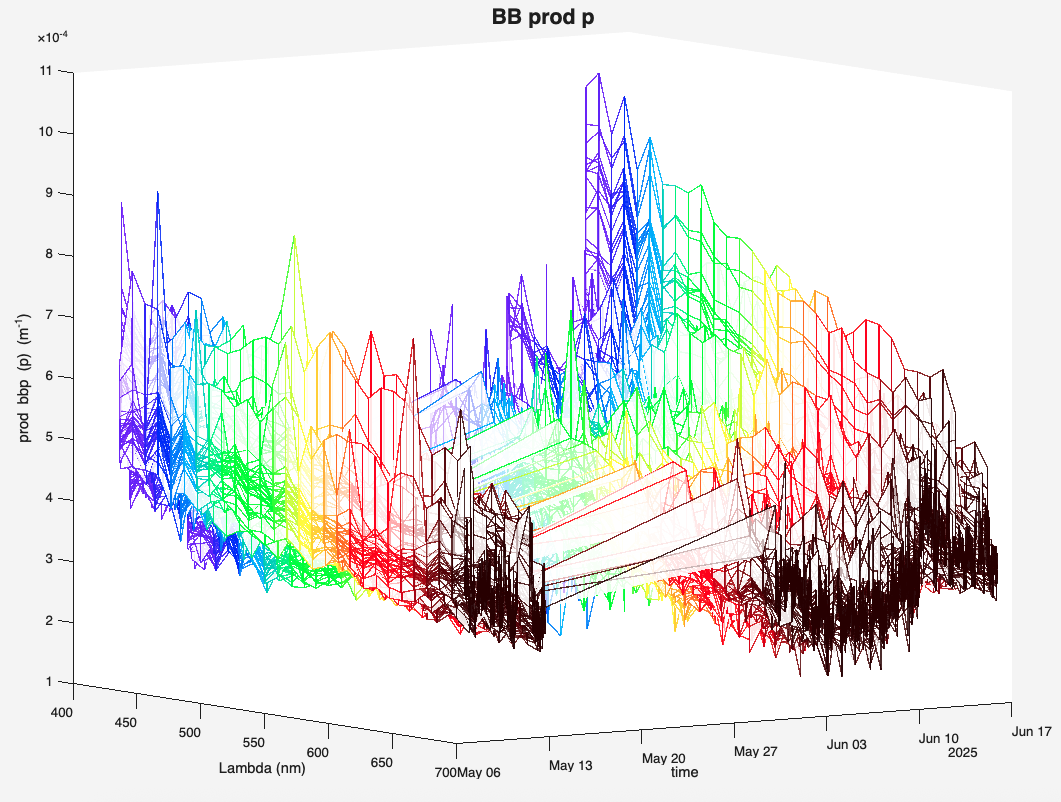 BB prod p
×10-4
11
10
9
8
7
6
5
4
3
2
1
prod bbp (p) (m-1)
400
450
500
550
600
650
700
Lambda (nm)
May 06
May 13
May 20
May 27
Jun 03
Jun 10
Jun 17
2025
time